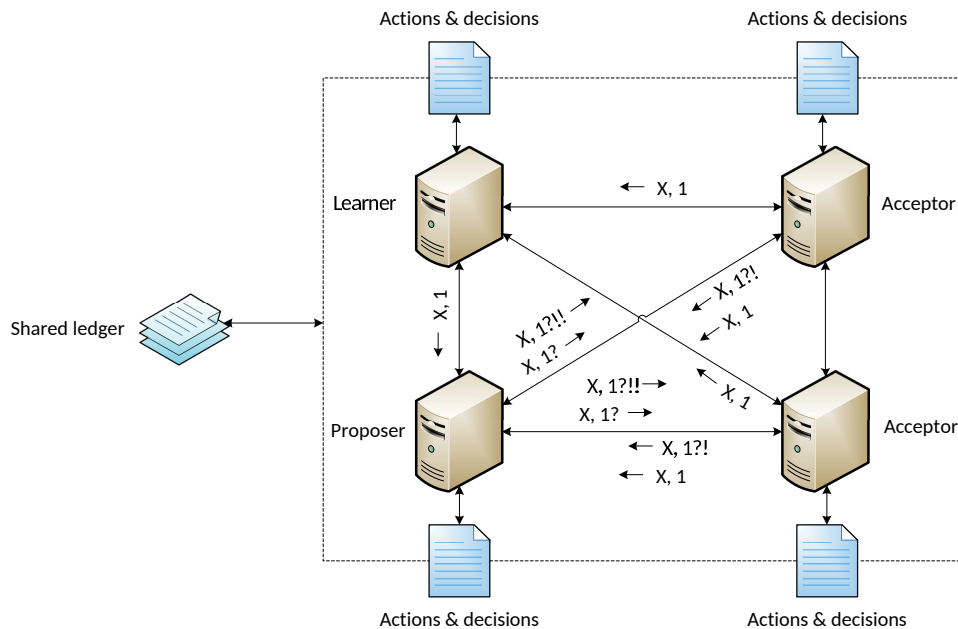 Actions & decisions
Actions & decisions
X, 1
Learner
Acceptor
X, 1
X, 1?!
X, 1
X, 1?!!
X, 1?
Shared ledger
X, 1?!!
X, 1
X, 1?
Proposer
Acceptor
X, 1?!
X, 1
Actions & decisions
Actions & decisions